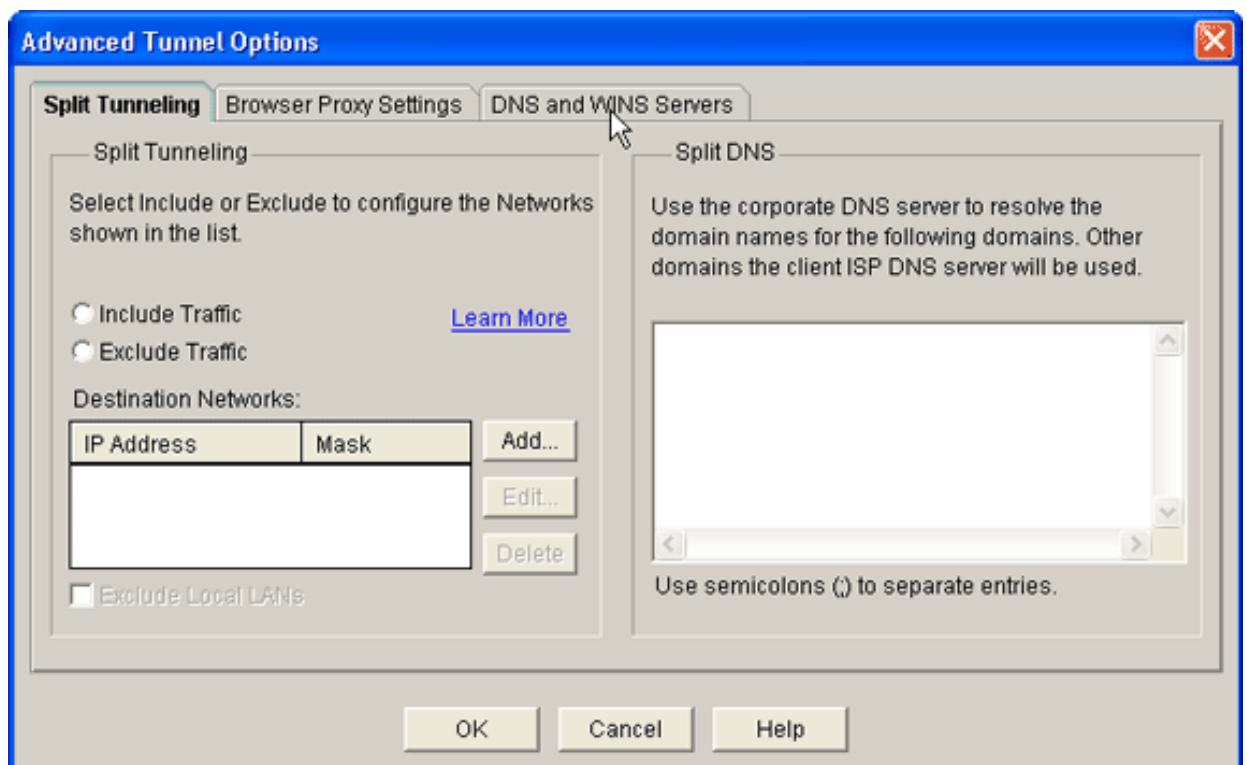 Advanced Tunnel Options
Split Tunneling
Browser Proxy Settings
DNS and WINS Servers
Split Tunneling
Select Include or Exclude to configure the Networks
shown in the list.
Include Traffic
Learn More
Exclude Traffic
Destination Networks:
IP Address
Mask
Add...
Edit...
Delete
Exclude Local LANs
Split DNS
Use the corporate DNS server to resolve the
domain names for the following domains. Other
domains the client ISP DNS server will be used.
Use semicolons (;) to separate entries.
OK
Cancel
Help